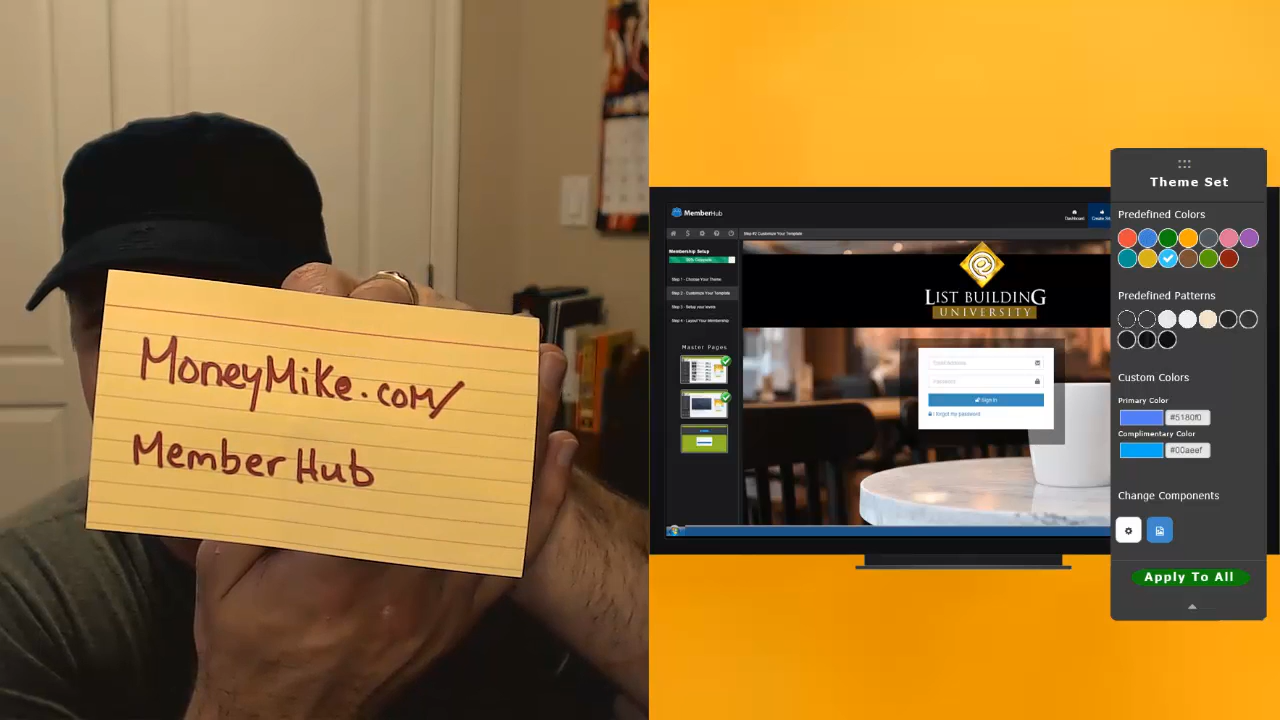 MoneyMike.com/
MemberHub
MemberHub
Dashboard
Step #2 Customize Your Template
Membership Setup
Step 1 - Choose Your Theme
Step 2 - Customize Your Template
Step 3 - Setup your levels
Step 4 - Layout Your Membership
Master Pages
LIST BUILDING
UNIVERSITY
Password
Sign In
I forgot my password
Theme Set
Predefined Colors
Predefined Patterns
Custom Colors
Primary Color
#5180f0
Complimentary Color
#00aeef
Change Components
Apply To All